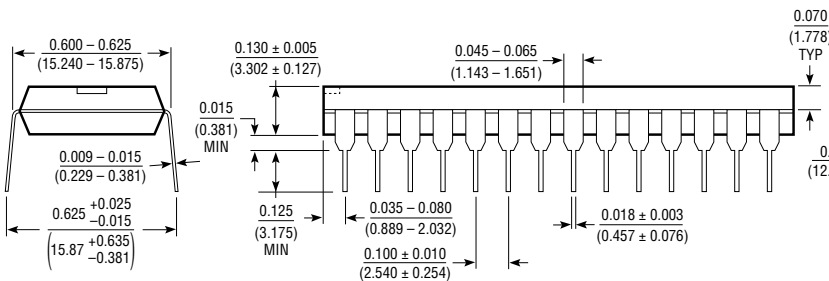 0.600 – 0.625
(15.240 – 15.875)
0.009 – 0.015
(0.229 – 0.381)
0.625 +0.025 –0.015
(15.87 +0.635 –0.381)
0.130 ± 0.005
(3.302 ± 0.127)
0.015
(0.381)
MIN
0.125
(3.175)
MIN
0.045 – 0.065
(1.143 – 1.651)
0.035 – 0.080
(0.889 – 2.032)
0.100 ± 0.010
(2.540 ± 0.254)
0.018 ± 0.003
(0.457 ± 0.076)
0.070
(1.778)
TYP
0.
(12.